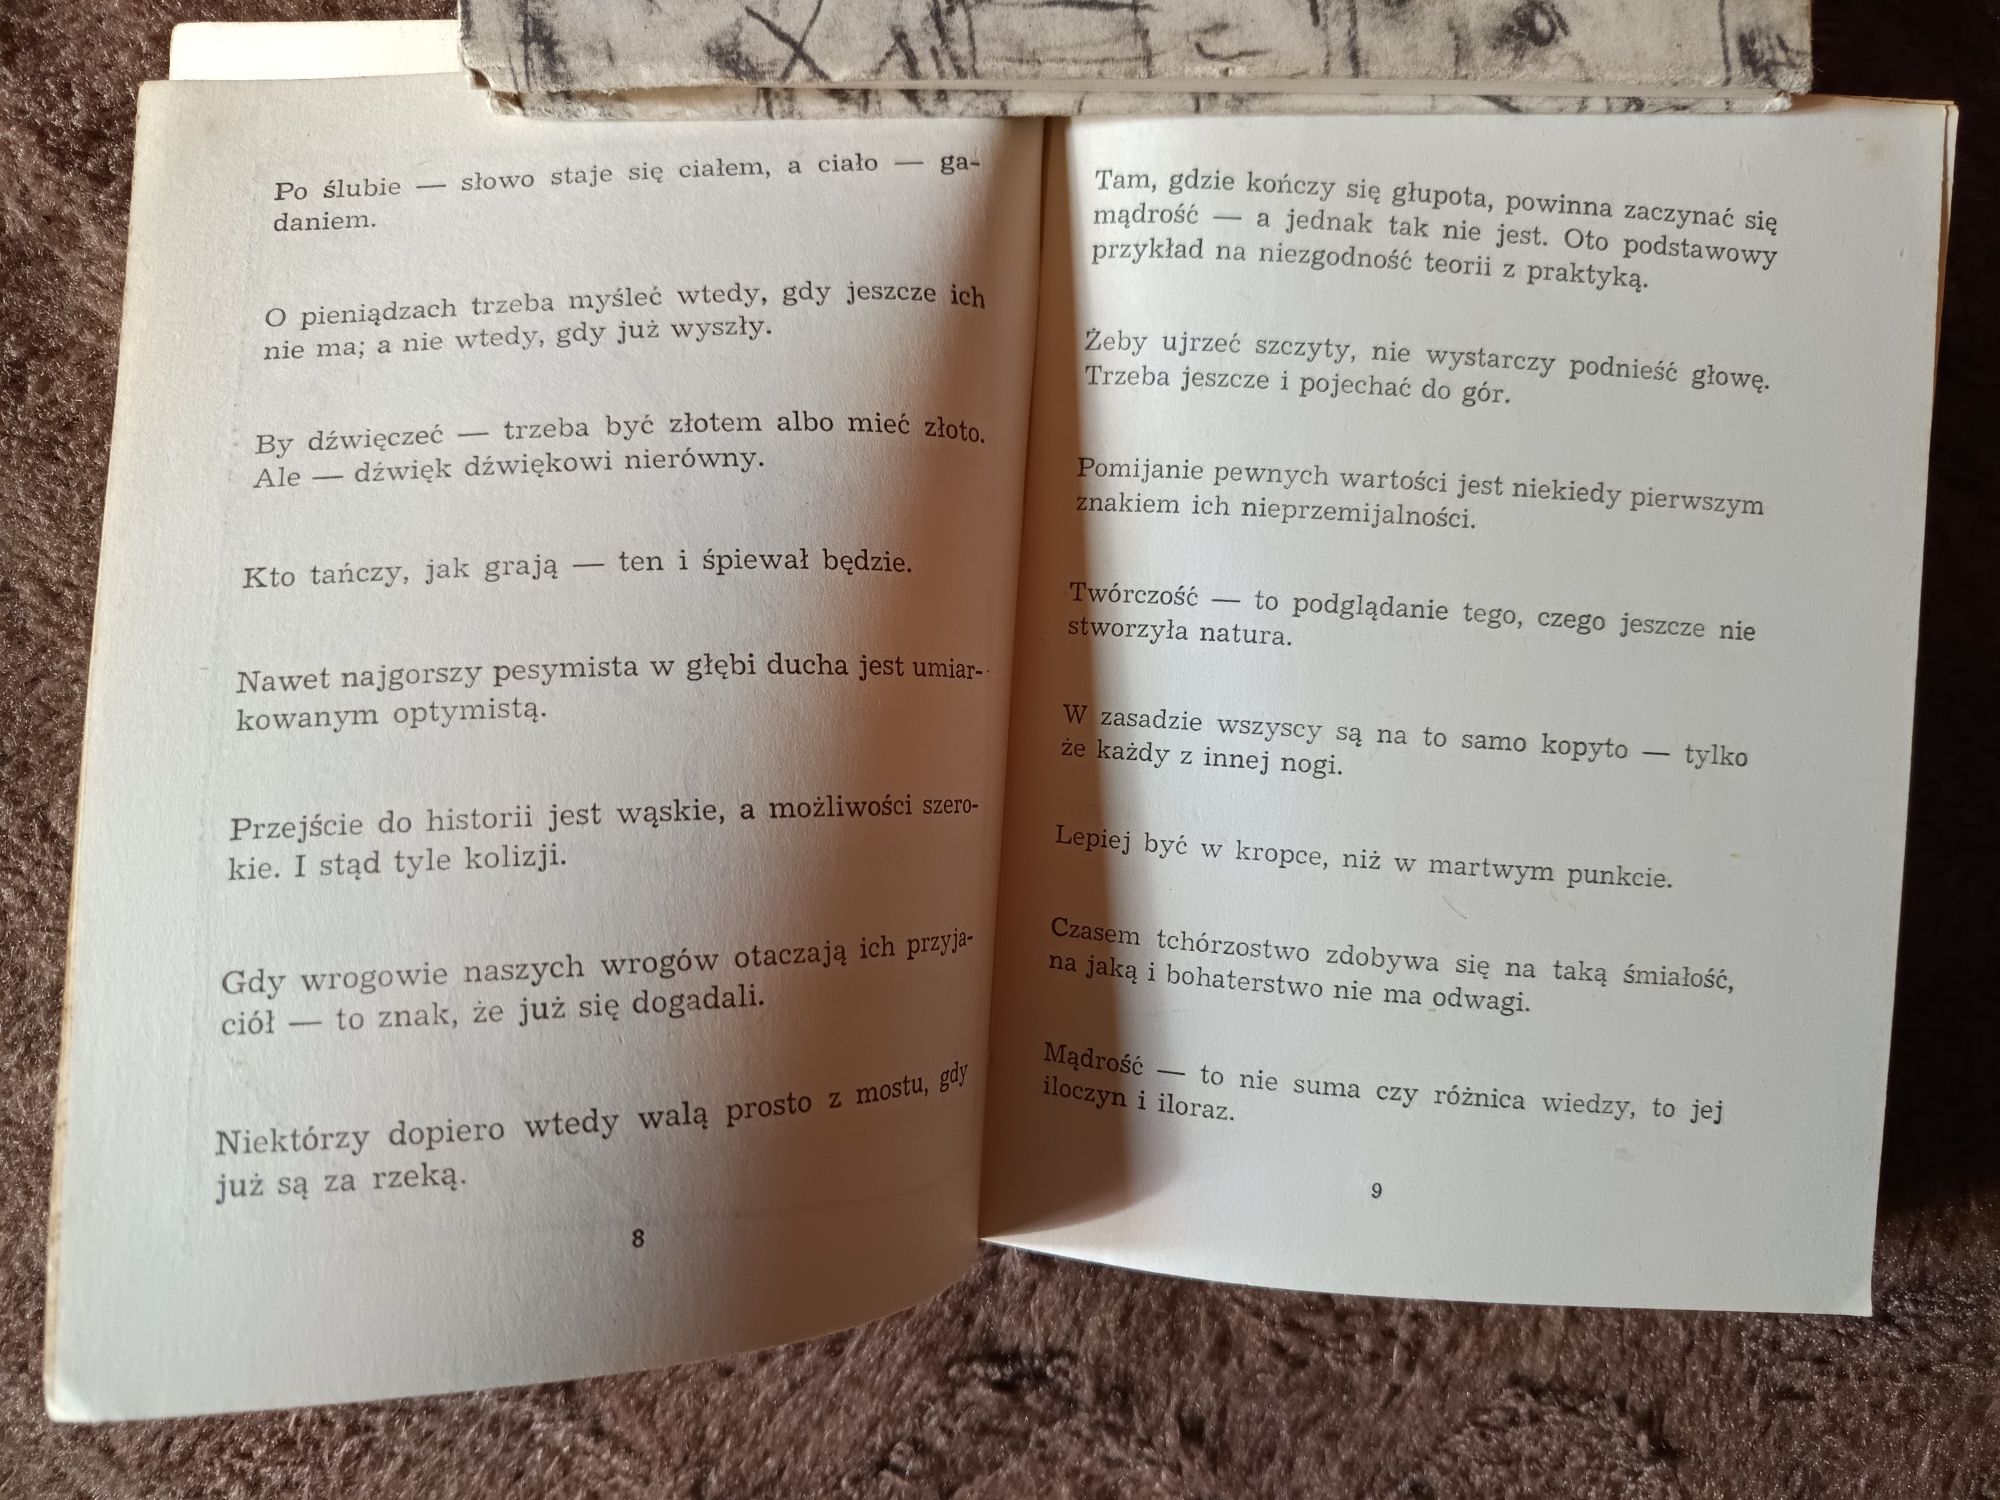 Po ślubie — słowo staje się ciałem, a ciało — ga-
daniem.
O pieniądzach trzeba myśleć wtedy, gdy jeszcze ich
nie ma; a nie wtedy, gdy już wyszły.
By dźwięczeć — trzeba być złotem albo mieć złoto.
Ale — dźwięk dźwiękowi nierówny.
Kto tańczy, jak grają — ten i śpiewał będzie.
Nawet najgorszy pesymista w głębi ducha jest umiar-
kowanym optymistą.
Przejście do historii jest wąskie, a możliwości szero-
kie. I stąd tyle kolizji.
Gdy wrogowie naszych wrogów otaczają ich przyja-
ciół — to znak, że już się dogadali.
Niektórzy dopiero wtedy walą prosto z mostu, gdy
już są za rzeką.
8
Tam, gdzie kończy się głupota, powinna zaczynać się
mądrość — a jednak tak nie jest. Oto podstawowy
przykład na niezgodność teorii z praktyką.
Żeby ujrzeć szczyty, nie wystarczy podnieść głowę.
Trzeba jeszcze i pojechać do gór.
Pomijanie pewnych wartości jest niekiedy pierwszym
znakiem ich nieprzemijalności.
Twórczość — to podglądanie tego, czego jeszcze nie
stworzyła natura.
W zasadzie wszyscy są na to samo kopyto — tylko
że każdy z innej nogi.
Lepiej być w kropce, niż w martwym punkcie.
Czasem tchórzostwo zdobywa się na taką śmiałość,
na jaką i bohaterstwo nie ma odwagi.
Mądrość — to nie suma czy różnica wiedzy, to jej
iloczyn i iloraz.
9